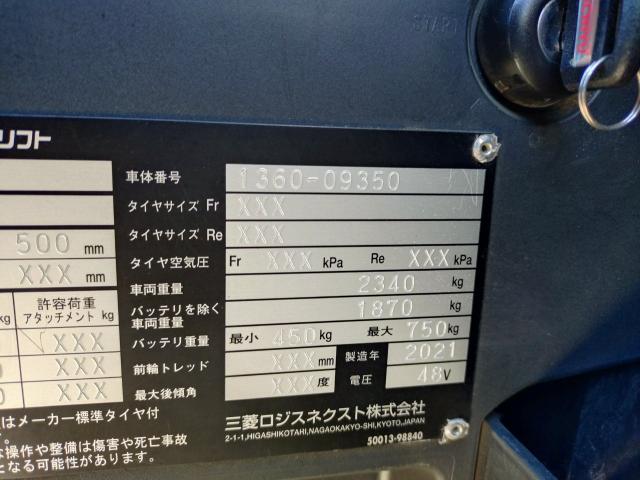 START
リフト
車体番号 1360-09350
タイヤサイズ Fr XXX
タイヤサイズ Re XXX
500 mm
タイヤ空気圧 Fr XXX kPa Re XXX kPa
XXX mm
車両重量 2340 kg
許容荷重
アタッチメント kg
kg
バッテリを除く
車両重量 1870 kg
XXX
バッテリ重量 最小 450 kg 最大 750 kg
XXX
前輪トレッド XXX mm 製造年 2021
XXX
最大後傾角 XXX 度 電圧 48 V
はメーカー標準タイヤ付
す。
三菱ロジスネクスト株式会社
2-1-1,HIGASHIKOTARI,NAGAOKAKYO-SHI,KYOTO,JAPAN
な操作や整備は傷害や死亡事故
となる可能性があります。
50013-98840